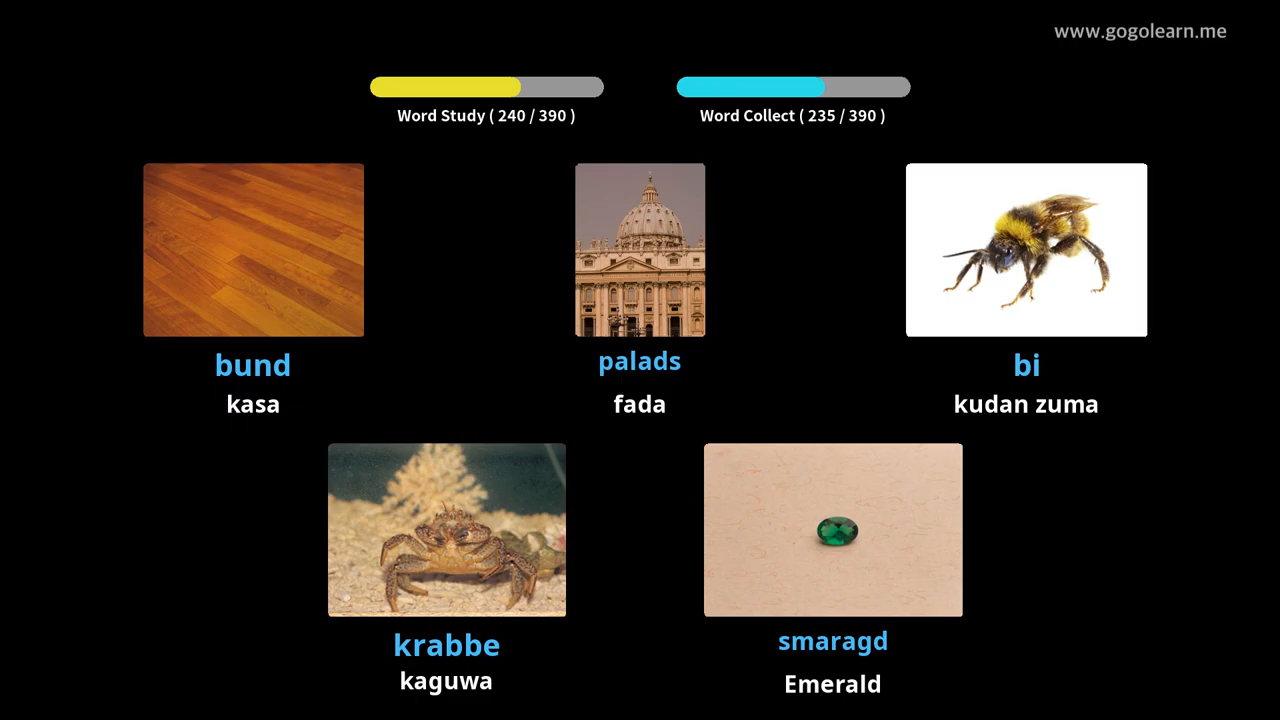 www.gogolearn.me
Word Study ( 240 / 390 )
Word Collect ( 235 / 390 )
bund
kasa
palads
fada
bi
kudan zuma
krabbe
kaguwa
smaragd
Emerald